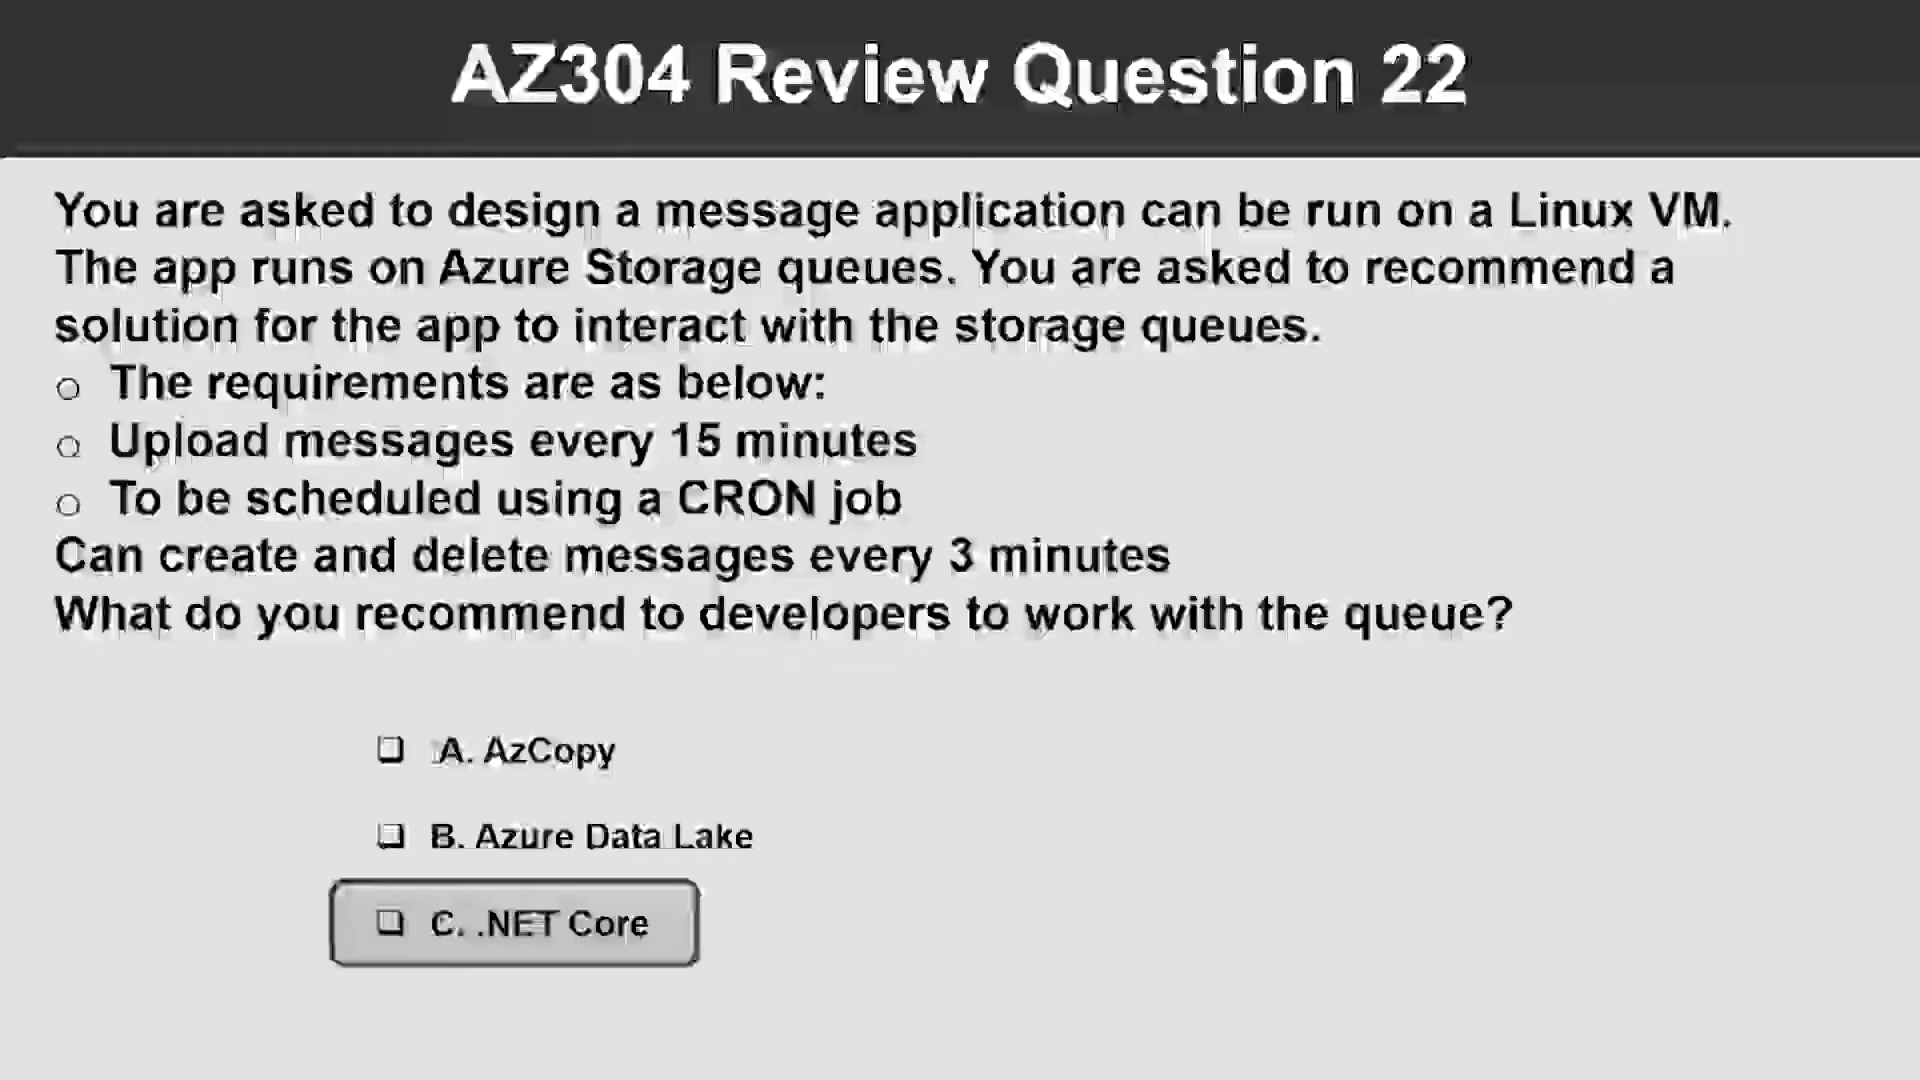 AZ304 Review Question 22
You are asked to design a message application can be run on a Linux VM.
The app runs on Azure Storage queues. You are asked to recommend a
solution for the app to interact with the storage queues.
o The requirements are as below:
o Upload messages every 15 minutes
o To be scheduled using a CRON job
Can create and delete messages every 3 minutes
What do you recommend to developers to work with the queue?
❑ A. AzCopy
❑ B. Azure Data Lake
❑ C. .NET Core